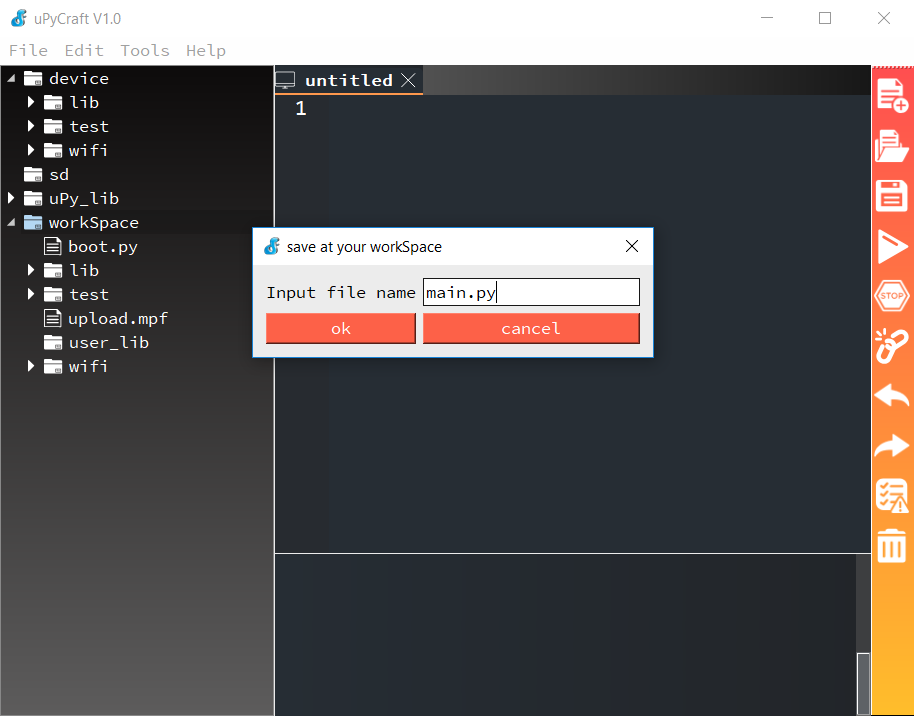 uPyCraft V1.0
File Edit Tools Help
device
lib
test
wifi
sd
uPy_lib
workSpace
boot.py
lib
test
upload.mpf
user_lib
wifi
untitled
1
save at your workSpace
Input file name main.py
ok cancel
STOP